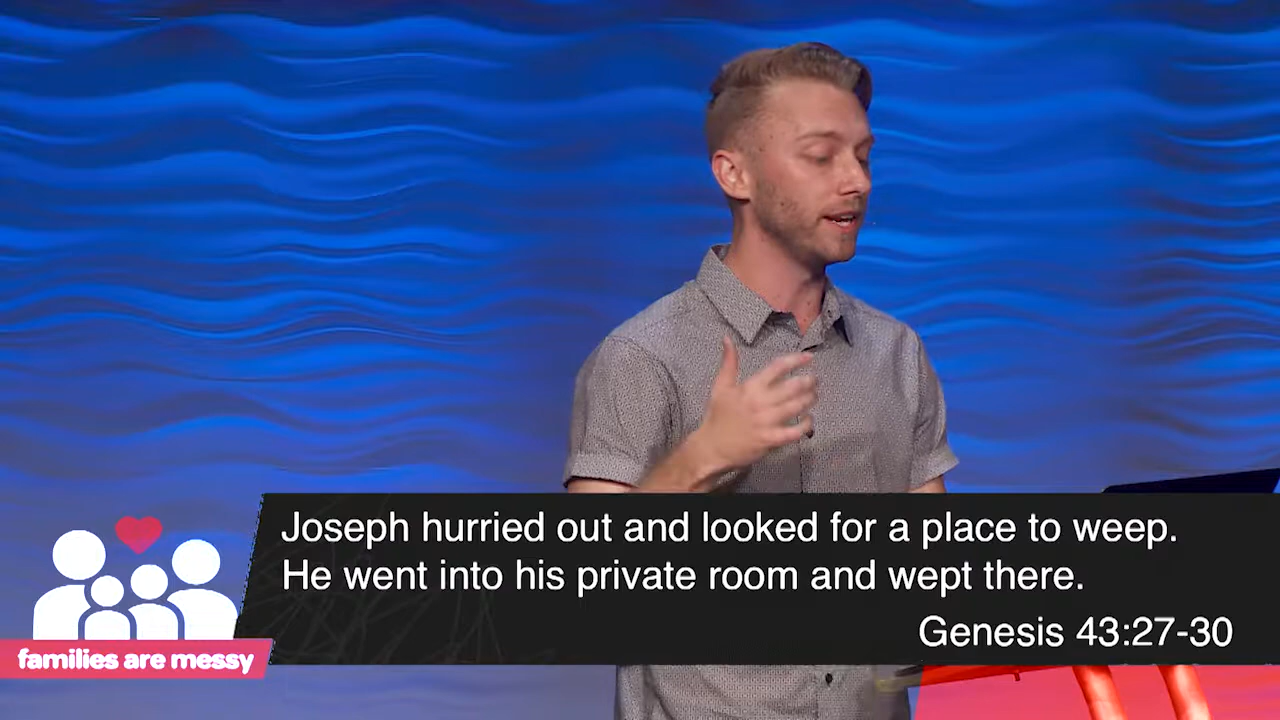 Joseph hurried out and looked for a place to weep.
He went into his private room and wept there.
Genesis 43:27-30
families are messy